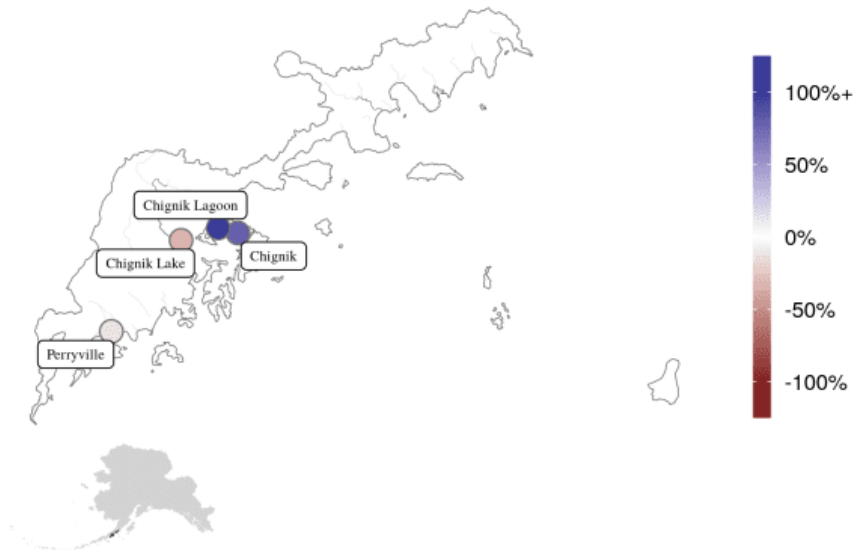 100%+
50%
Chignik Lagoon
0%
Chignik
Chignik Lake
-50%
Perryville
-100%